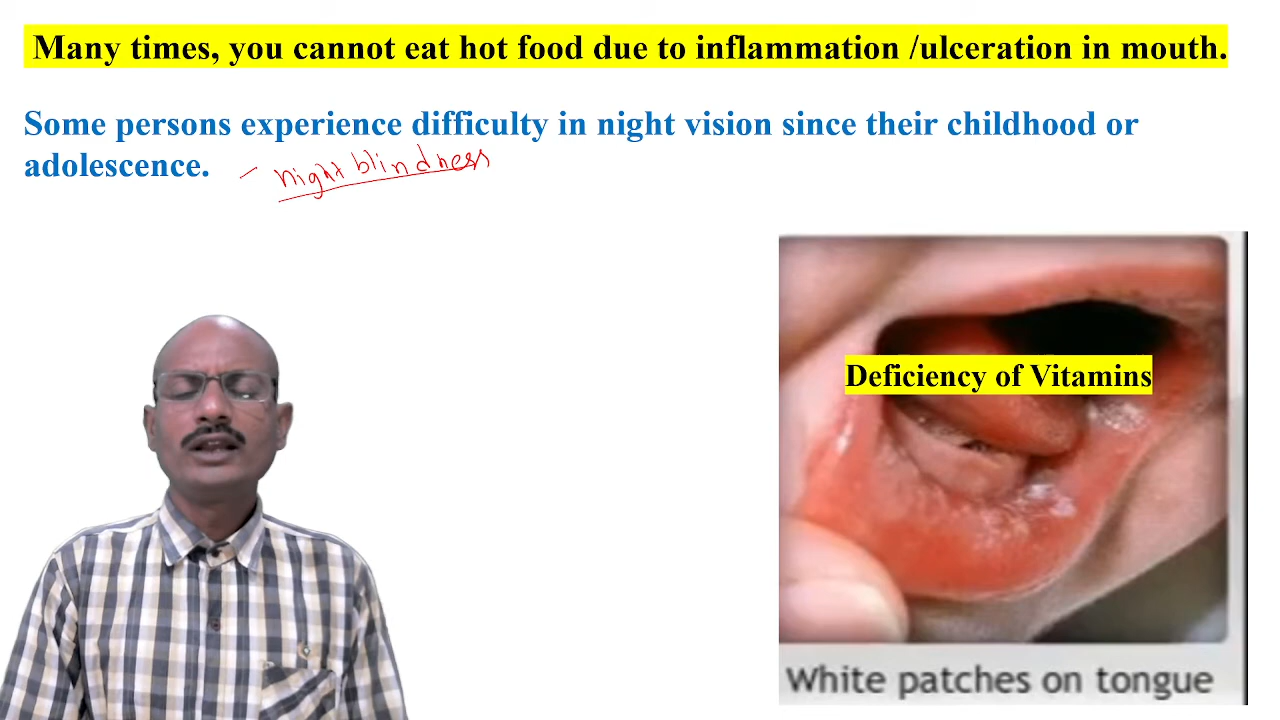 Many times, you cannot eat hot food due to inflammation /ulceration in mouth.
Some persons experience difficulty in night vision since their childhood or
adolescence. - night blindness
Deficiency of Vitamins
White patches on tongue